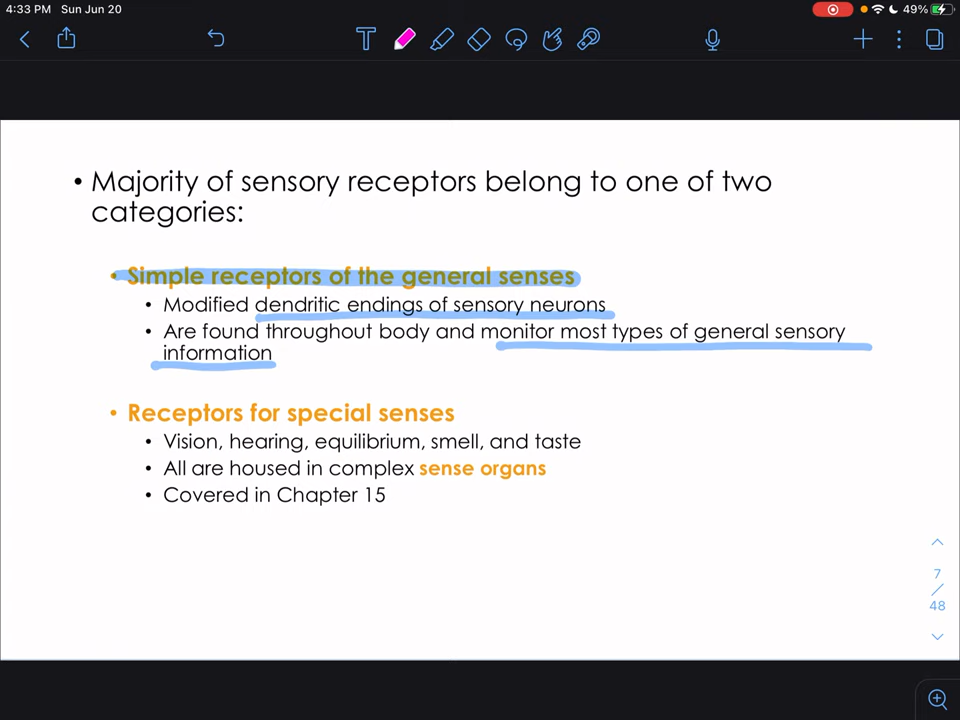 4:33 PM Sun Jun 20
49%
T
• Majority of sensory receptors belong to one of two
categories:
• Simple receptors of the general senses
• Modified dendritic endings of sensory neurons
• Are found throughout body and monitor most types of general sensory
information
• Receptors for special senses
• Vision, hearing, equilibrium, smell, and taste
• All are housed in complex sense organs
• Covered in Chapter 15
7
/
48